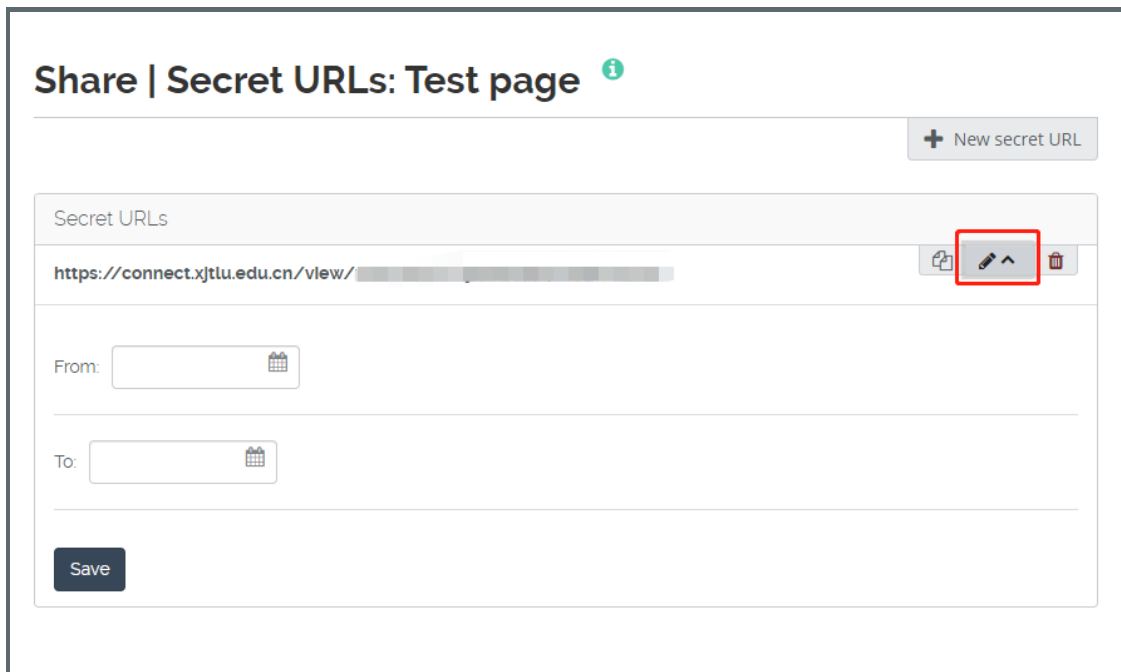 Share | Secret URLs: Test page
New secret URL
Secret URLs
https://connect.xjtlu.edu.cn/view/
From:
To:
Save